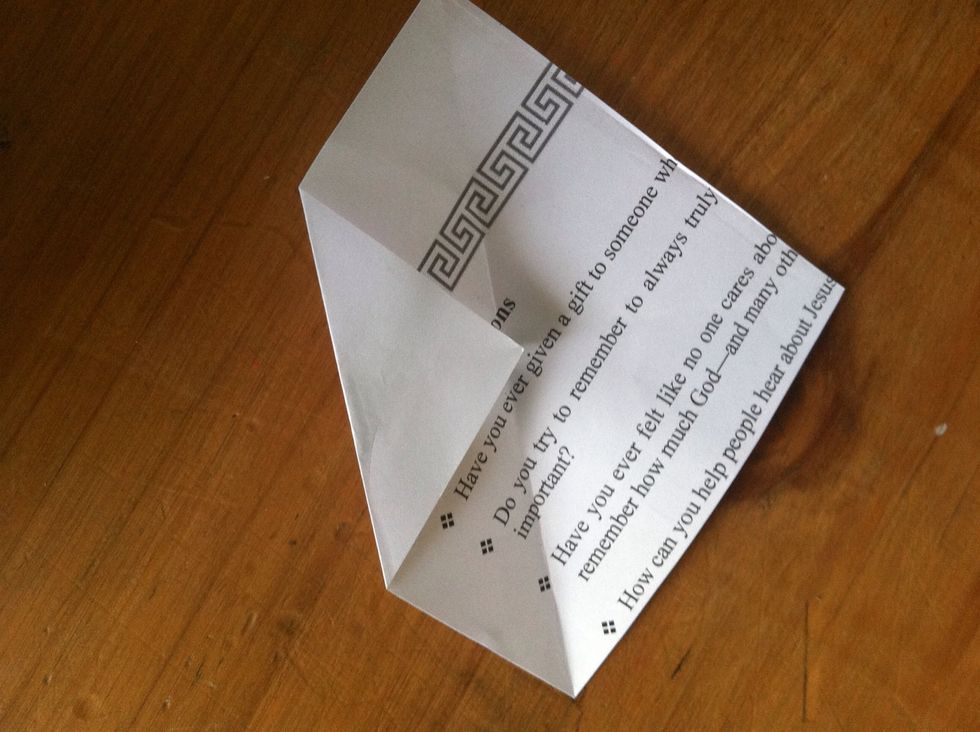 ons
Have you ever given a gift to someone wh
Do you try to remember to always truly
important?
Have you ever felt like no one cares abo
remember how much God—and many oth
How can you help people hear about Jesus